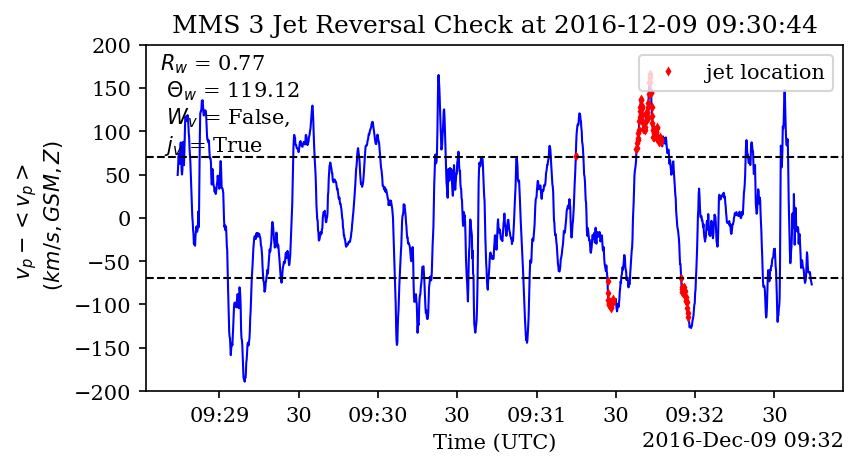 MMS 3 Jet Reversal Check at 2016-12-09 09:30:44
R_w = 0.77
Θ_w = 119.12
W_v = False,
j_v = True
jet location
v_p − < v_p >
(km/s, GSM, Z)
200
150
100
50
0
−50
−100
−150
−200
09:29 30 09:30 30 09:31 30 09:32 30
Time (UTC)
2016-Dec-09 09:32